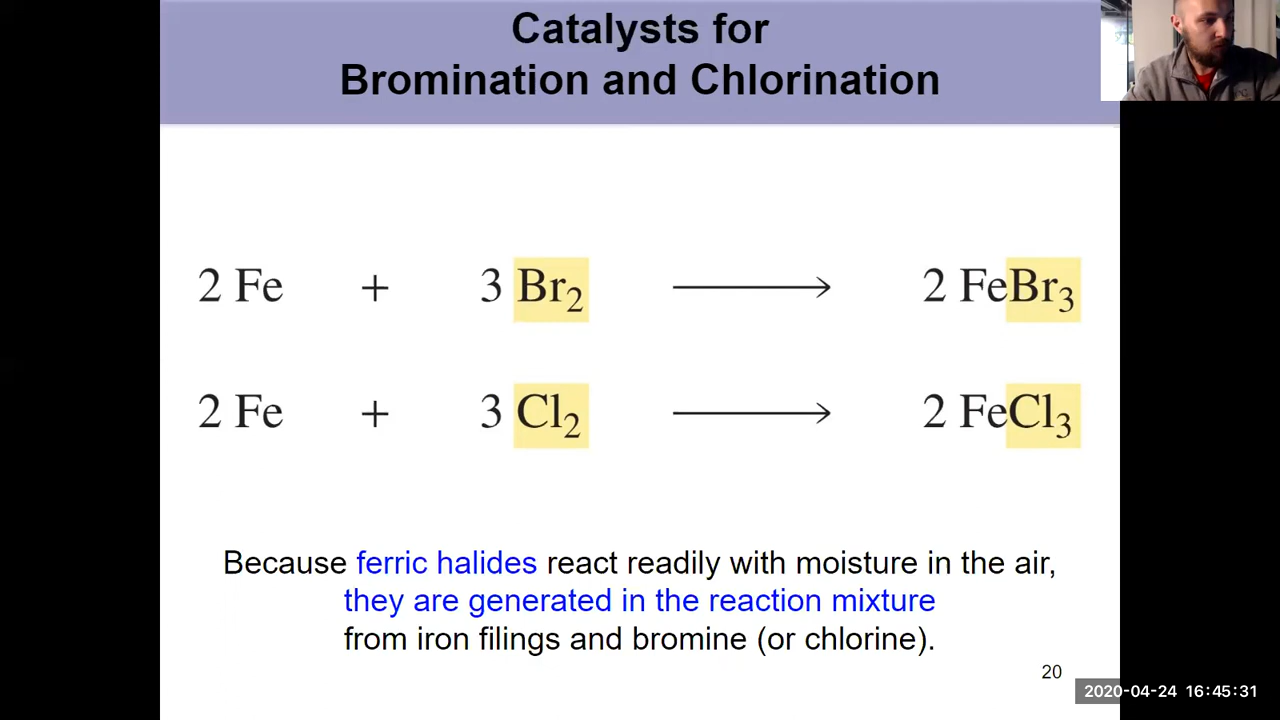 Catalysts for
Bromination and Chlorination
2 Fe + 3 Br₂ ⟶ 2 FeBr₃
2 Fe + 3 Cl₂ ⟶ 2 FeCl₃
Because ferric halides react readily with moisture in the air,
they are generated in the reaction mixture
from iron filings and bromine (or chlorine).
20
2020-04-24 16:45:31